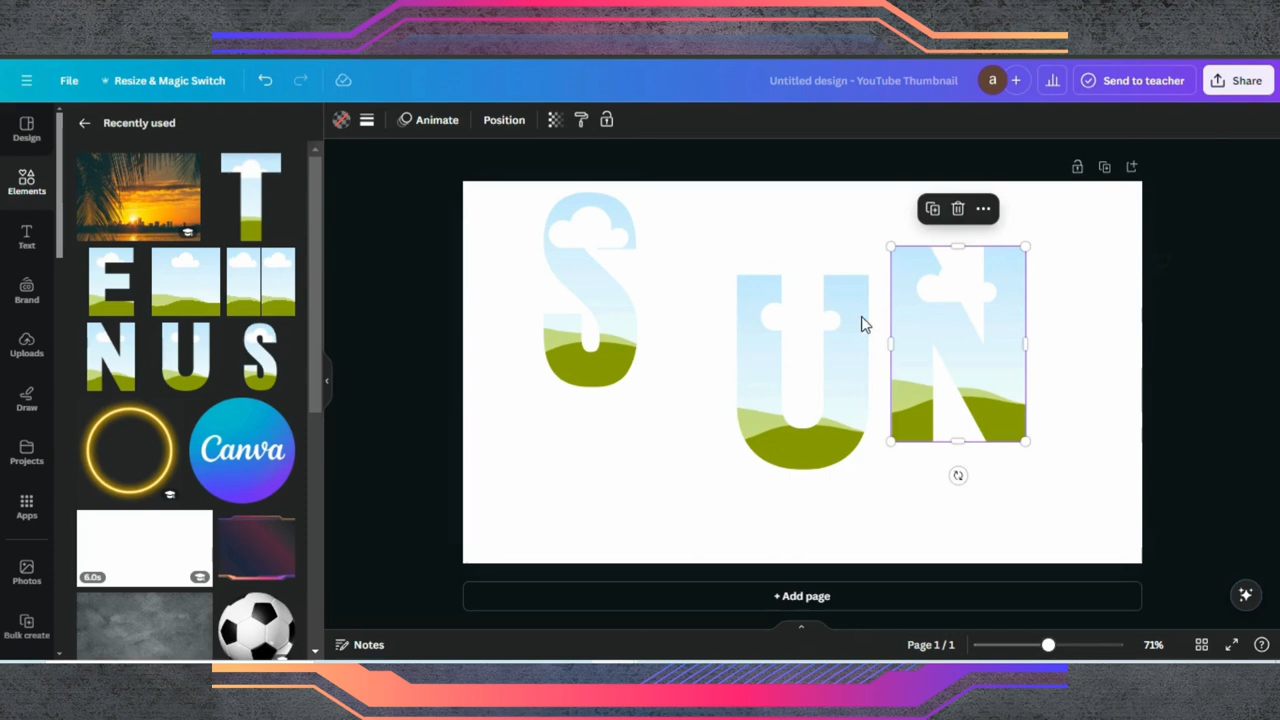 File
Resize & Magic Switch
Untitled design - YouTube Thumbnail
a
+
Send to teacher
Share
Design
Elements
Text
Brand
Uploads
Draw
Projects
Apps
Photos
Bulk create
Recently used
Animate
Position
T
E
N U S
Canva
6.0s
S U N
+ Add page
Notes
Page 1 / 1
71%
?